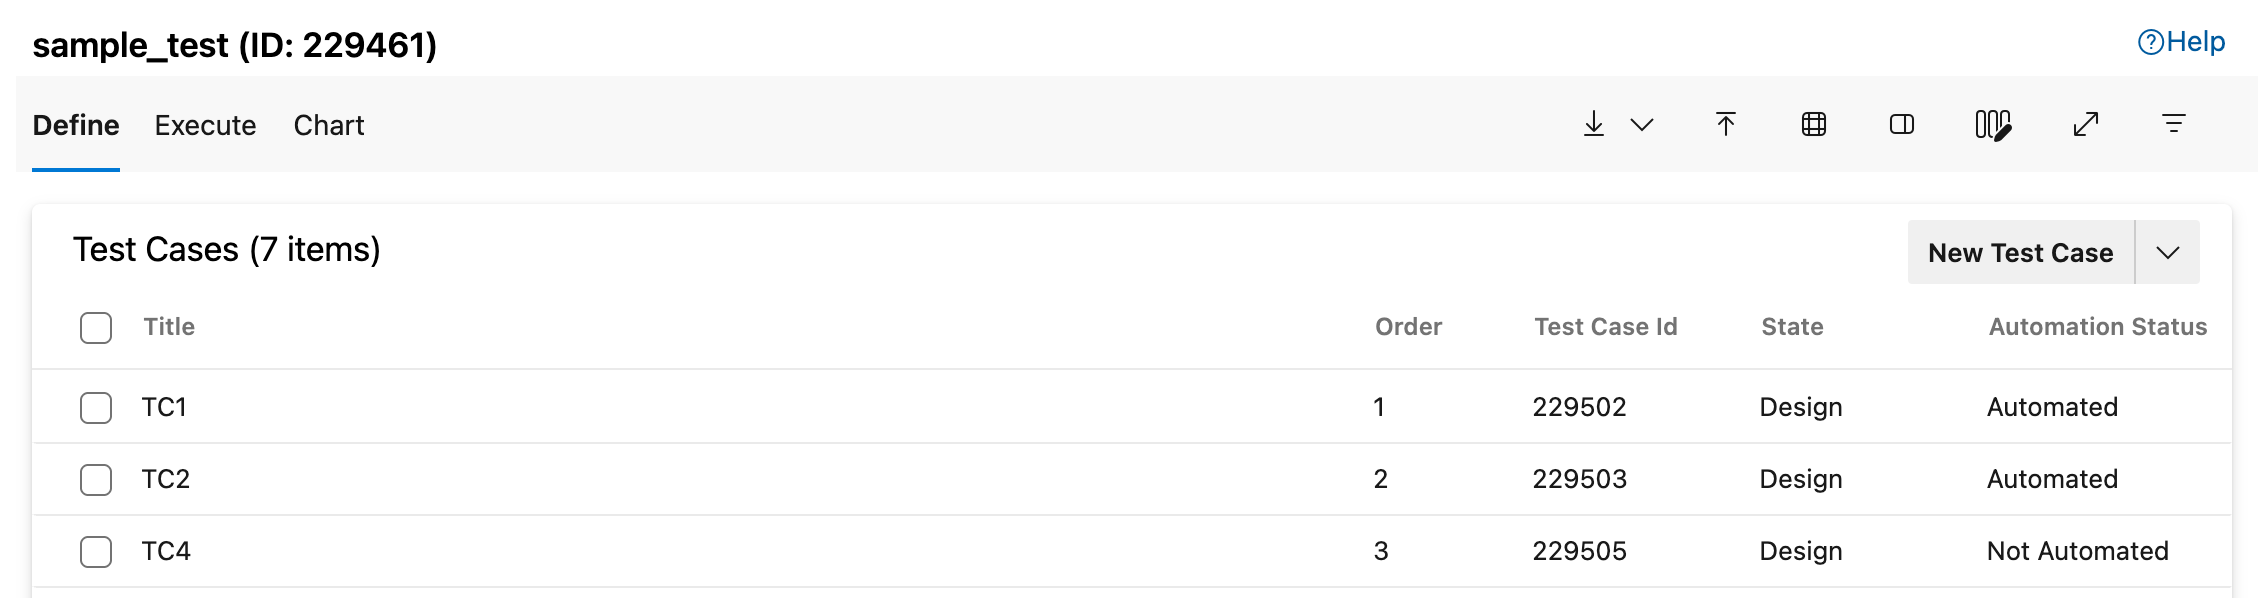 sample_test (ID: 229461)
Help
Define Execute Chart
Test Cases (7 items)
New Test Case
Title Order Test Case Id State Automation Status
TC1 1 229502 Design Automated
TC2 2 229503 Design Automated
TC4 3 229505 Design Not Automated